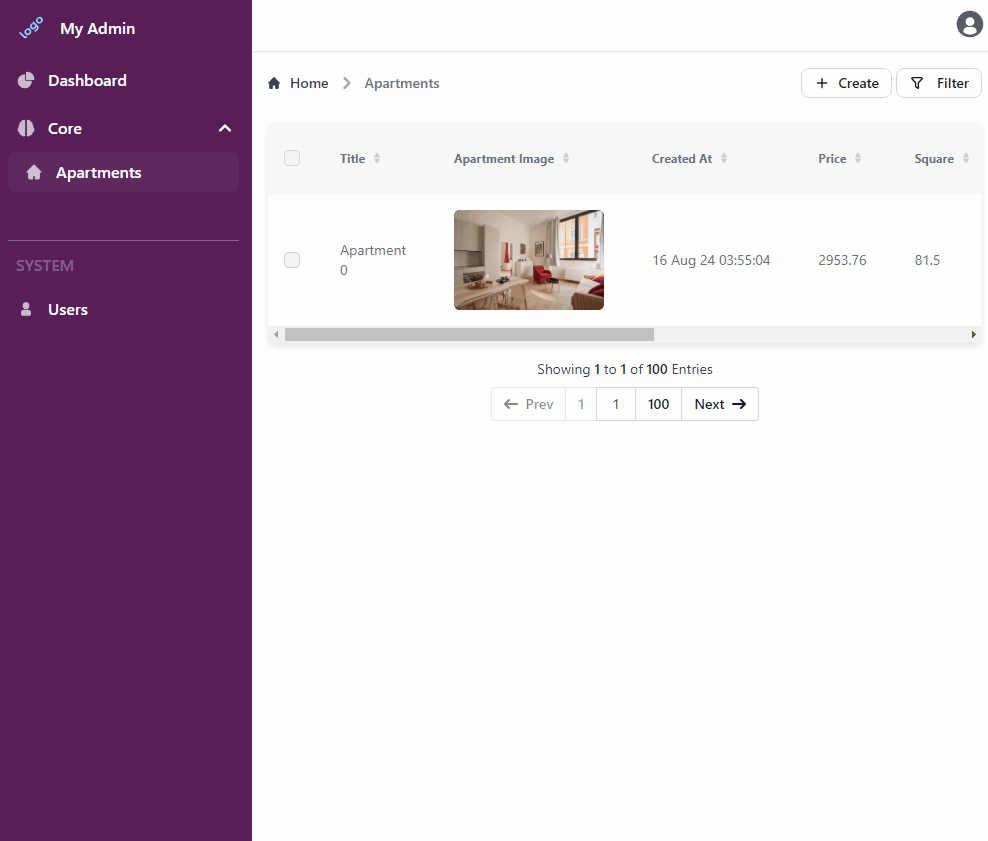 logo My Admin
Dashboard
Core
Apartments
SYSTEM
Users
Home Apartments
Create Filter
Title Apartment Image Created At Price Square
Apartment
0
16 Aug 24 03:55:04 2953.76 81.5
Showing 1 to 1 of 100 Entries
Prev 1 1 100 Next